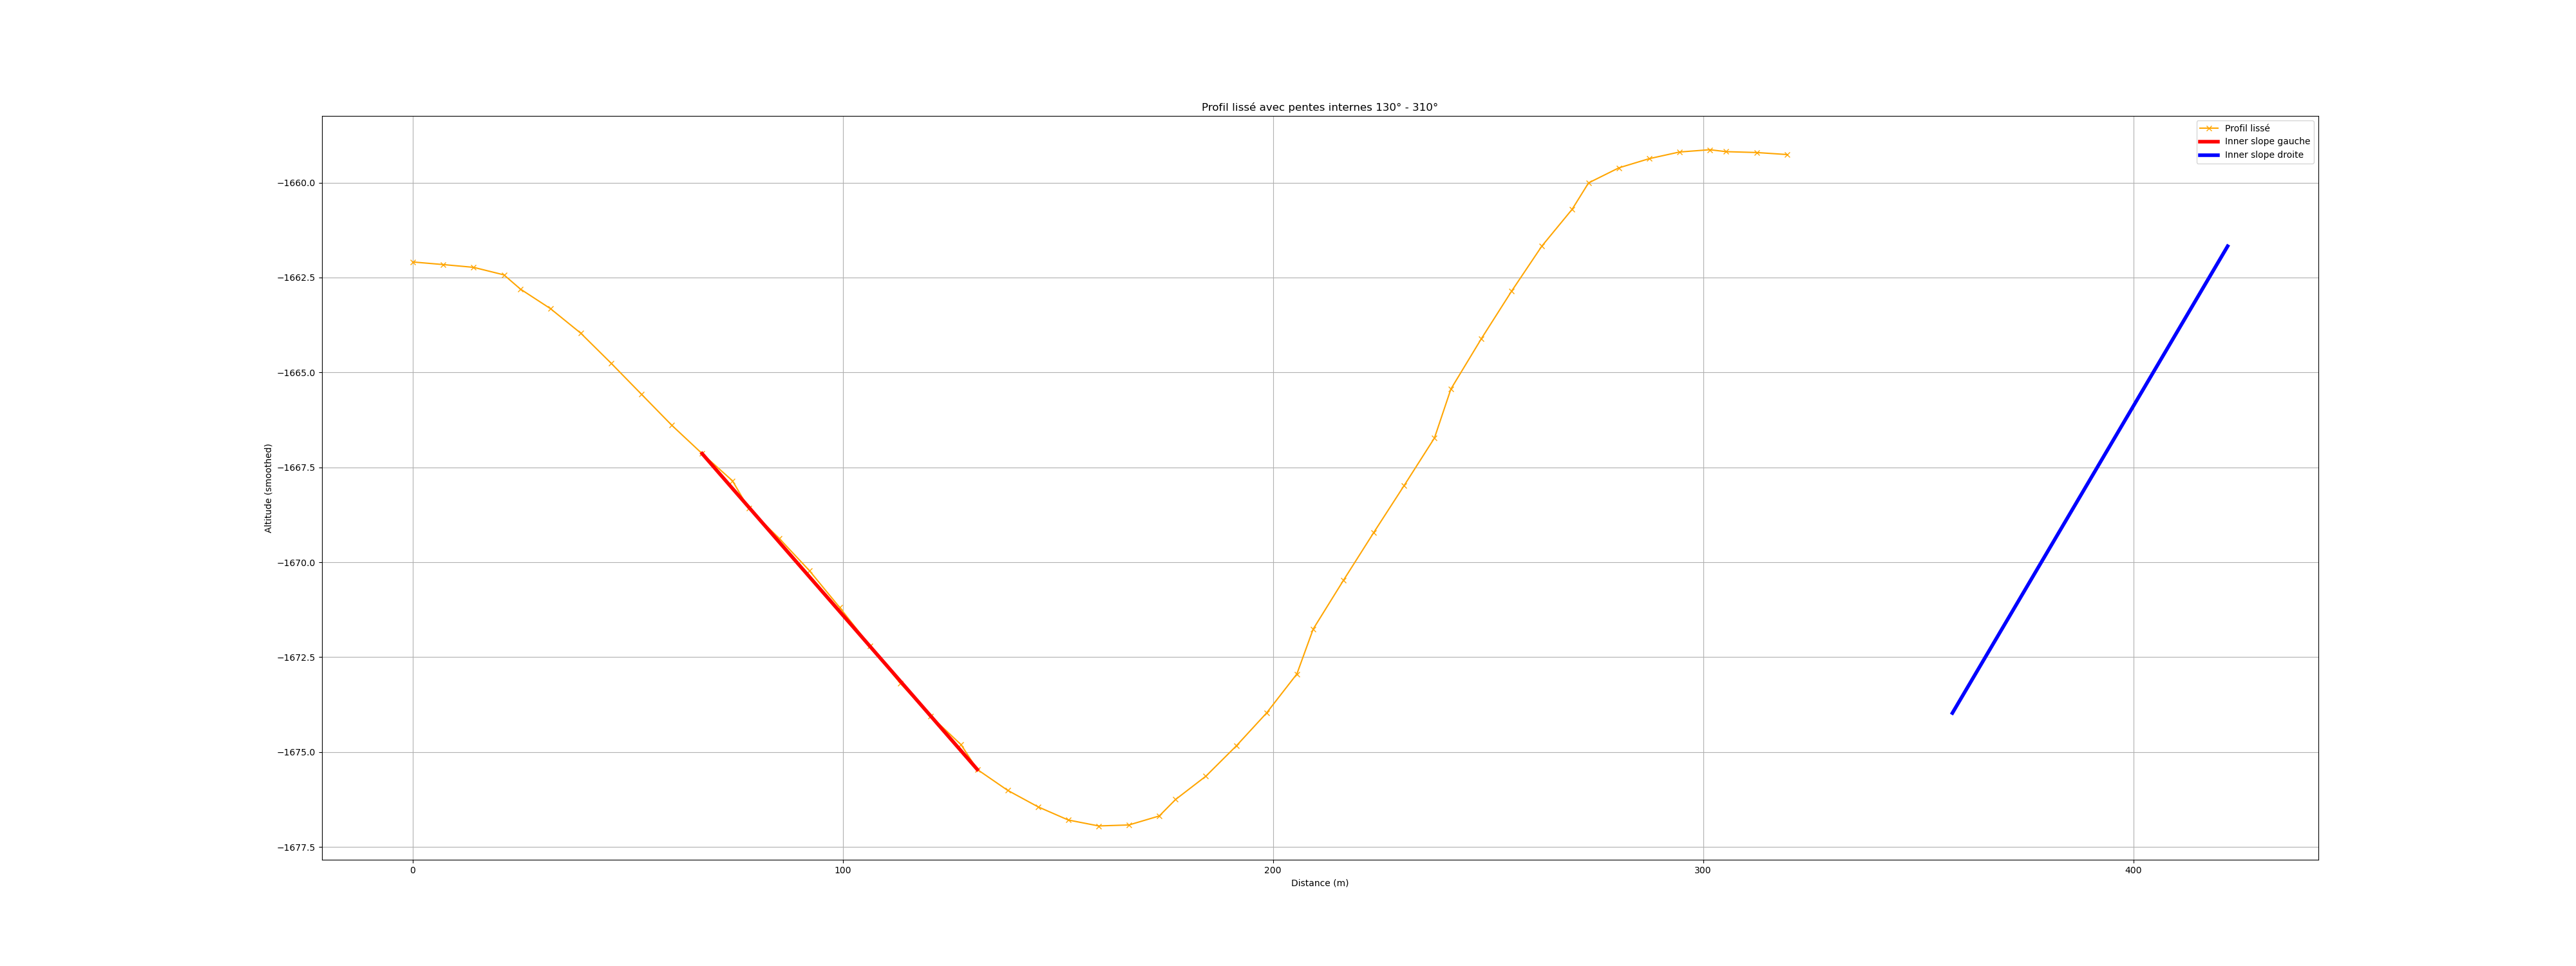 Profil lissé avec pentes internes 130° - 310°
Profil lissé
Inner slope gauche
Inner slope droite
−1660.0
−1662.5
−1665.0
−1667.5
−1670.0
−1672.5
−1675.0
−1677.5
Altitude (smoothed)
0 100 200 300 400
Distance (m)